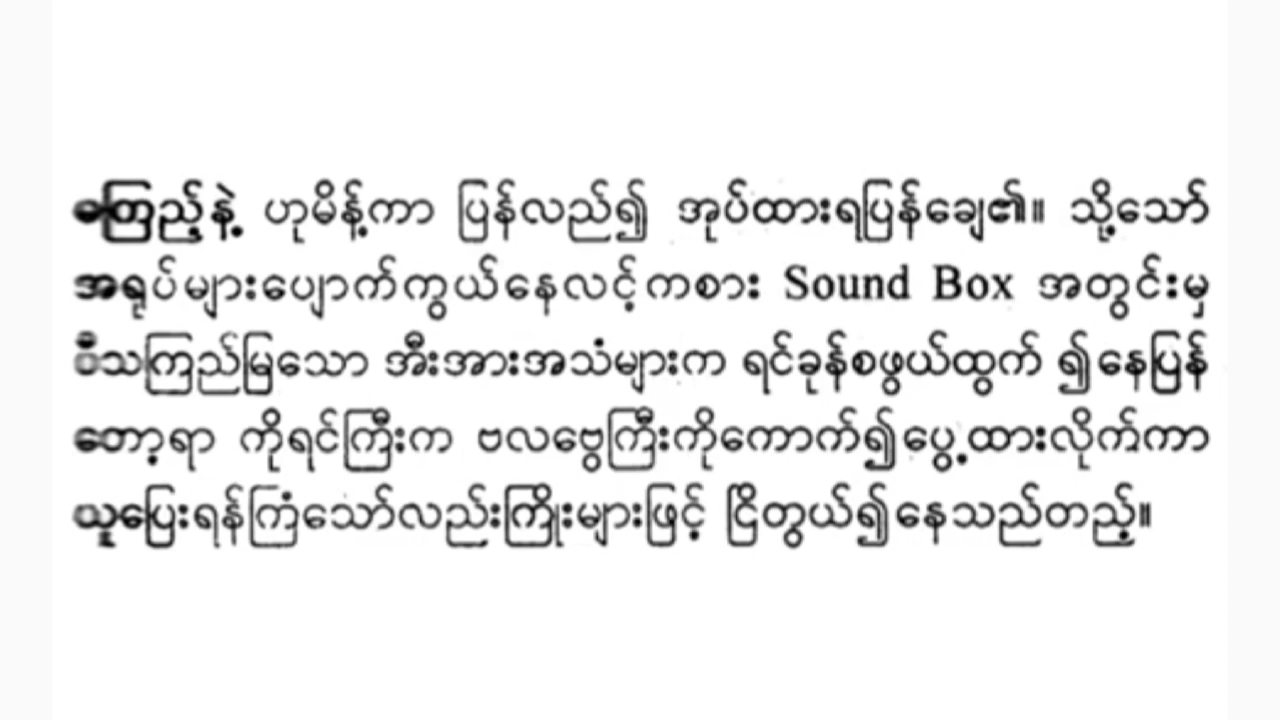 ကြည့်နဲ့ ဟုမိန့်ကာ ပြန်လည်၍ အုပ်ထားရပြန်ချေ၏။ သို့သော်
အရုပ်များပျောက်ကွယ်နေလင့်ကစား Sound Box အတွင်းမှ
သကြည်မြသော အီးအားအသံများက ရင်ခုန်စဖွယ်ထွက် ၍နေပြန်
တော့ရာ ကိုရင်ကြီးက ဗလဗွေကြီးကိုကောက်၍ပွေ့ထားလိုက်ကာ
ယူပြေးရန်ကြံသော်လည်းကြိုးများဖြင့် ငြိတွယ်၍နေသည်တည့်။